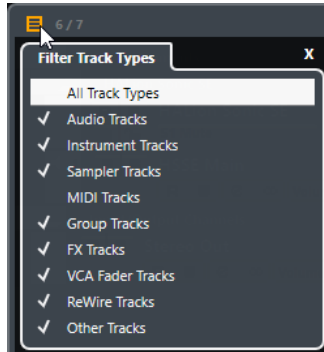 6 / 7
Filter Track Types X
All Track Types
✓ Audio Tracks
✓ Instrument Tracks
✓ Sampler Tracks
MIDI Tracks
✓ Group Tracks
✓ FX Tracks
✓ VCA Fader Tracks
✓ ReWire Tracks
✓ Other Tracks